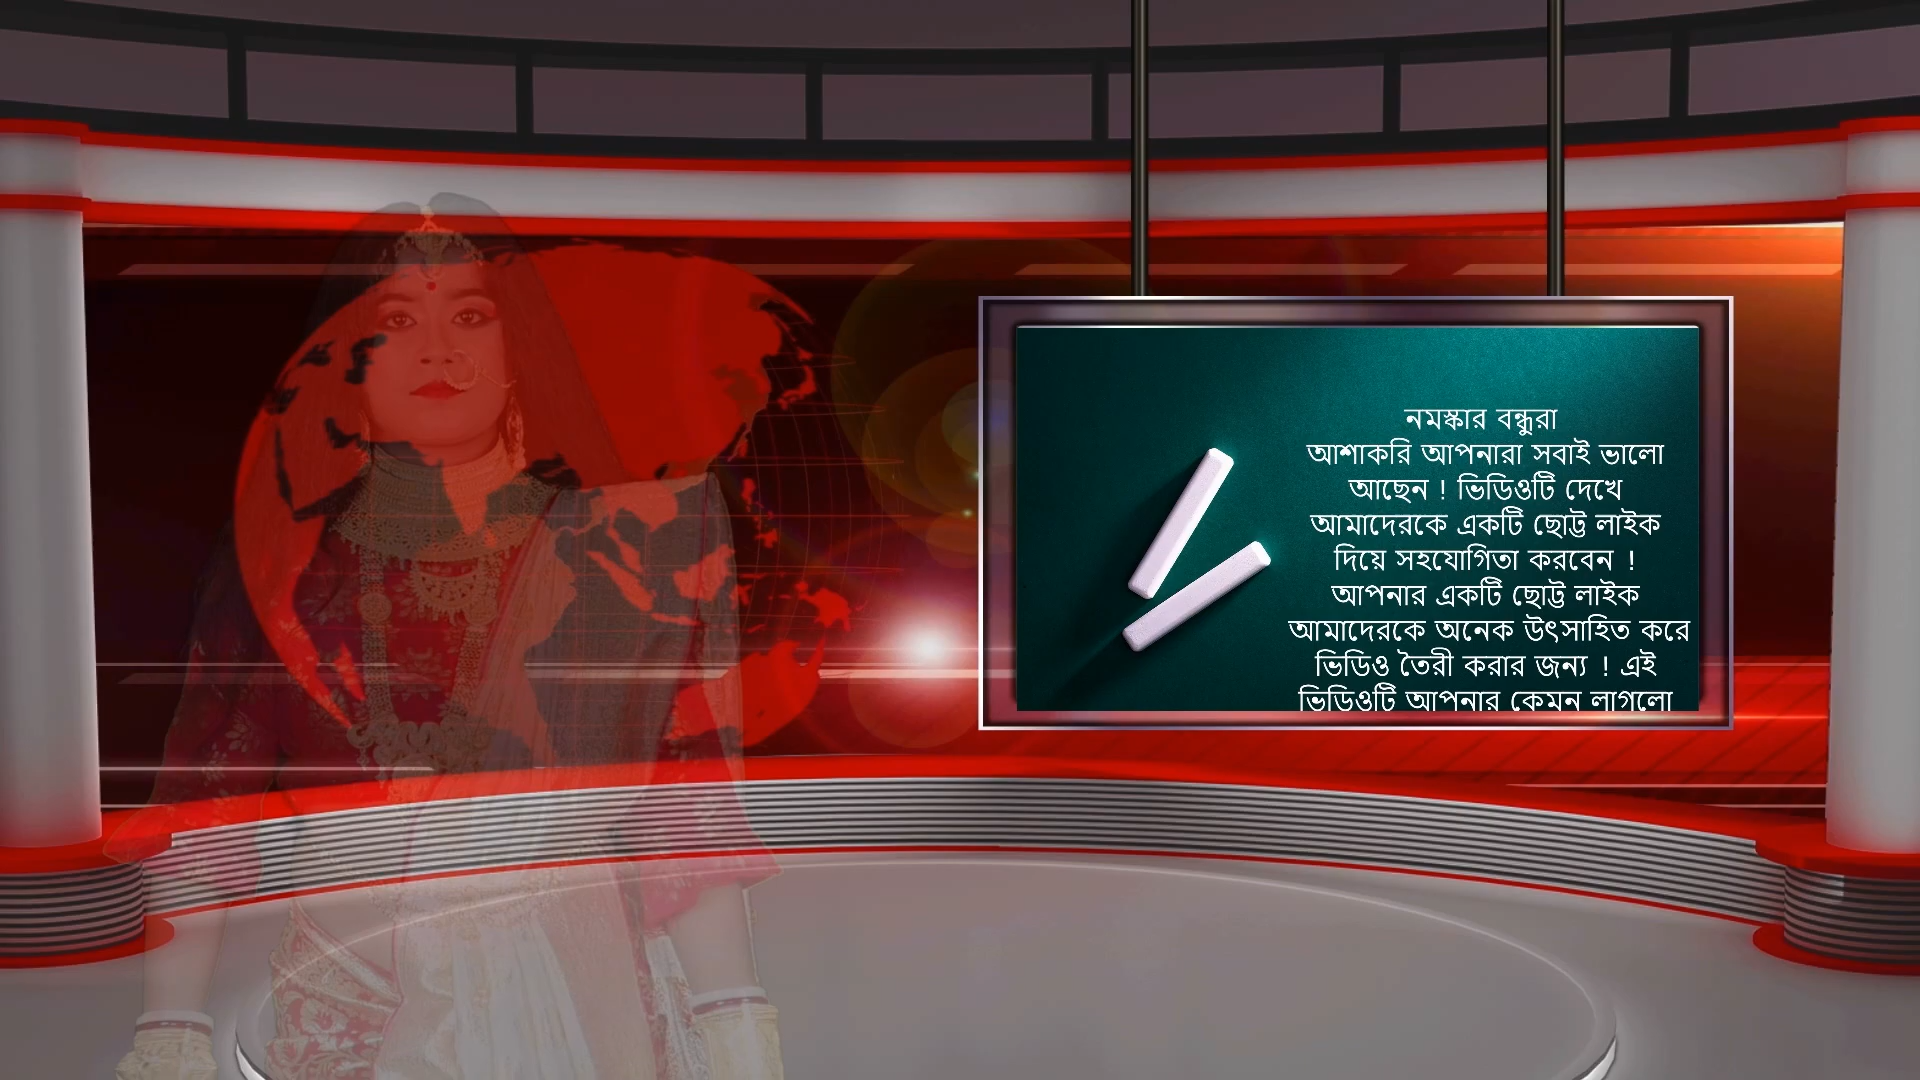 নমস্কার বন্ধুরা
আশাকরি আপনারা সবাই ভালো
আছেন ! ভিডিওটি দেখে
আমাদেরকে একটি ছোট্ট লাইক
দিয়ে সহযোগিতা করবেন !
আপনার একটি ছোট্ট লাইক
আমাদেরকে অনেক উৎসাহিত করে
ভিডিও তৈরী করার জন্য ! এই
ভিডিওটি আপনার কেমন লাগলো